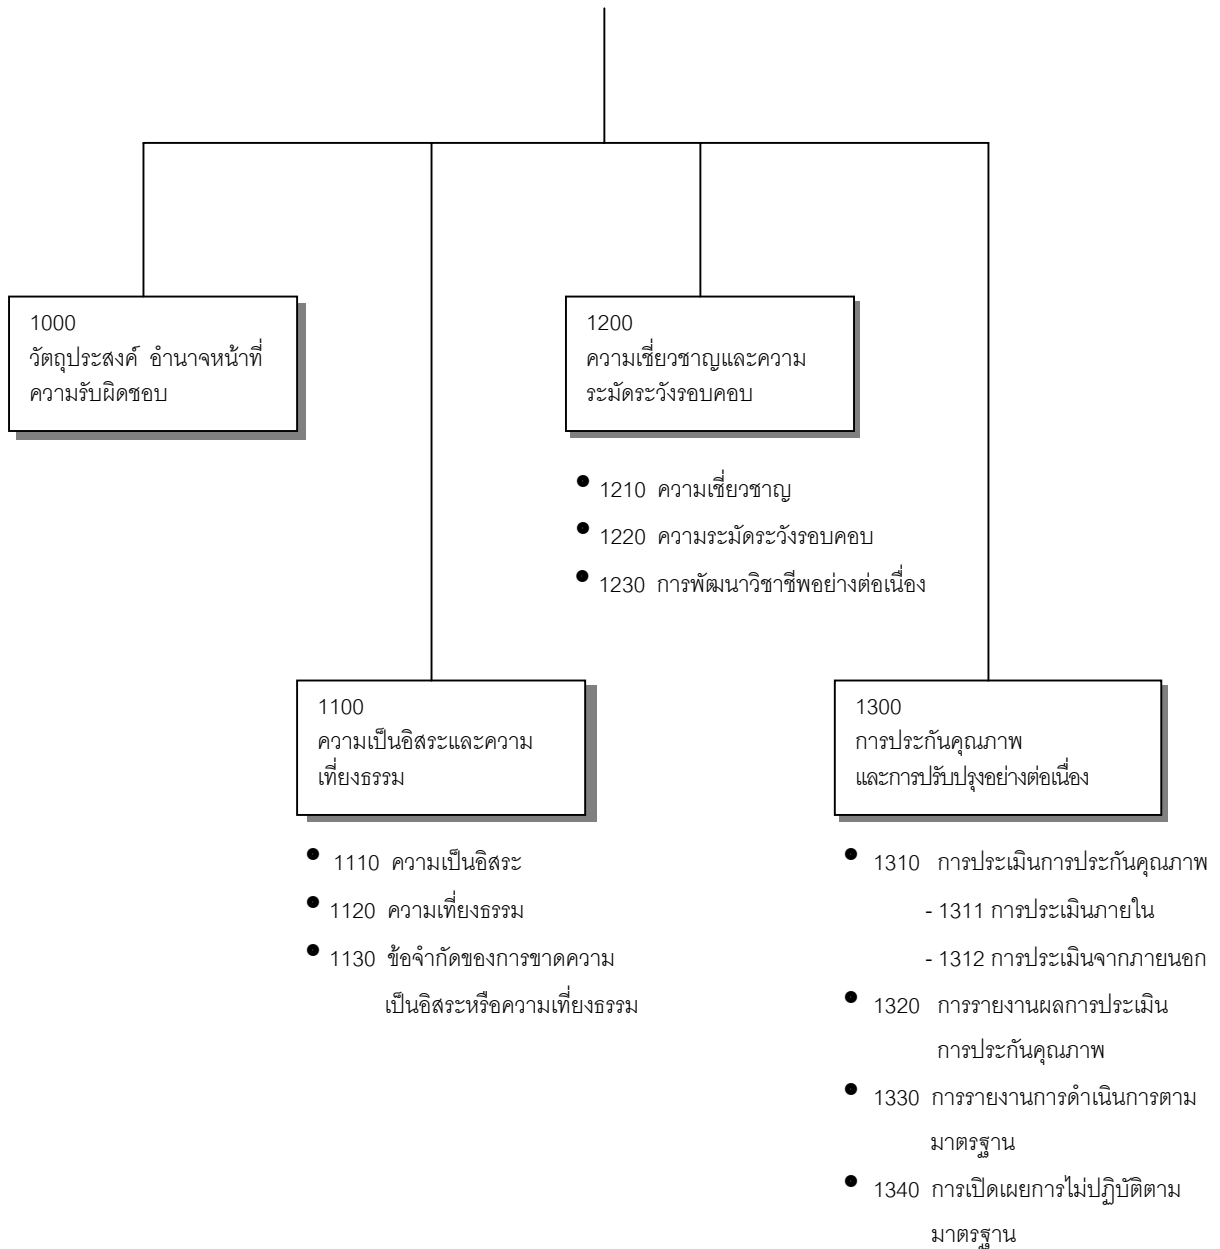 1000
วัตถุประสงค์ อำนาจหน้าที่
ความรับผิดชอบ
1200
ความเชี่ยวชาญและความ
ระมัดระวังรอบคอบ
● 1210 ความเชี่ยวชาญ
● 1220 ความระมัดระวังรอบคอบ
● 1230 การพัฒนาวิชาชีพอย่างต่อเนื่อง
1100
ความเป็นอิสระและความ
เที่ยงธรรม
● 1110 ความเป็นอิสระ
● 1120 ความเที่ยงธรรม
● 1130 ข้อจำกัดของการขาดความ
เป็นอิสระหรือความเที่ยงธรรม
1300
การประกันคุณภาพ
และการปรับปรุงอย่างต่อเนื่อง
● 1310 การประเมินการประกันคุณภาพ
- 1311 การประเมินภายใน
- 1312 การประเมินจากภายนอก
● 1320 การรายงานผลการประเมิน
การประกันคุณภาพ
● 1330 การรายงานการดำเนินการตาม
มาตรฐาน
● 1340 การเปิดเผยการไม่ปฏิบัติตาม
มาตรฐาน